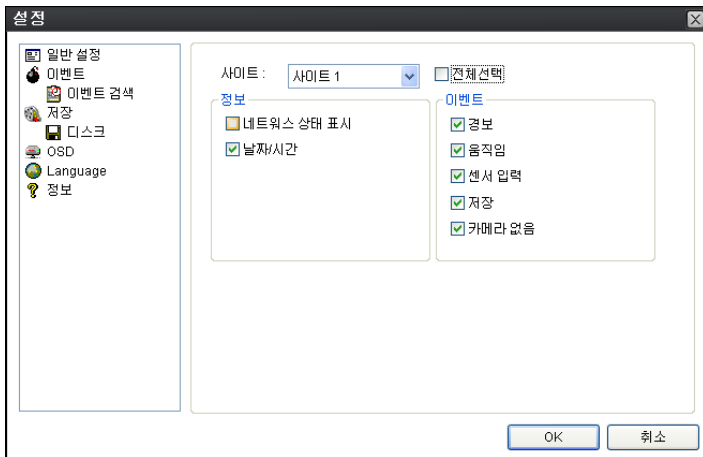 설정
일반 설정
이벤트
이벤트 검색
저장
디스크
OSD
Language
정보
사이트 :
사이트 1
전체선택
정보
네트워스 상태 표시
날짜/시간
이벤트
경보
움직임
센서 입력
저장
카메라 없음
OK
취소